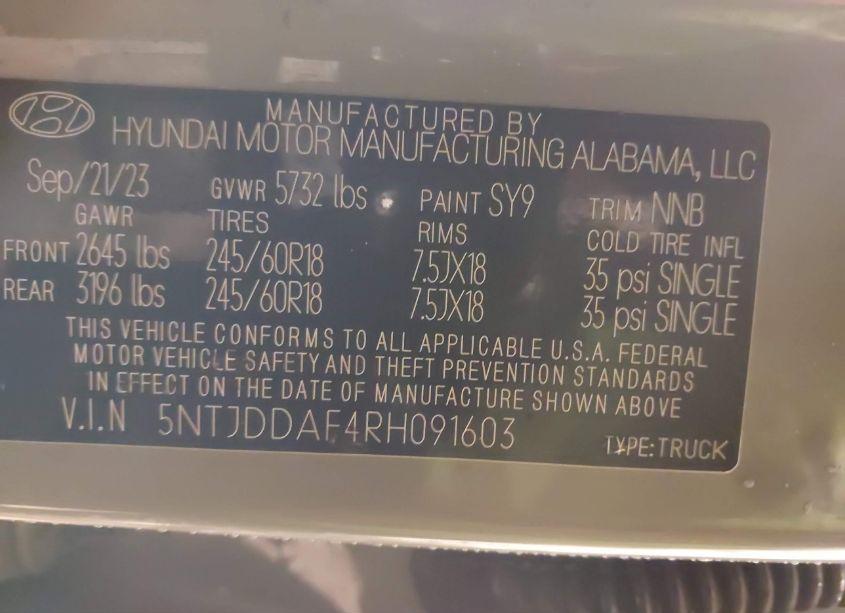 MANUFACTURED BY
HYUNDAI MOTOR MANUFACTURING ALABAMA, LLC
Sep/21/23 GVWR 5732 lbs PAINT SY9 TRIM NNB
GAWR TIRES RIMS COLD TIRE INFL
FRONT 2645 lbs 245/60R18 7.5JX18 35 psi SINGLE
REAR 3196 lbs 245/60R18 7.5JX18 35 psi SINGLE
THIS VEHICLE CONFORMS TO ALL APPLICABLE U.S.A. FEDERAL
MOTOR VEHICLE SAFETY AND THEFT PREVENTION STANDARDS
IN EFFECT ON THE DATE OF MANUFACTURE SHOWN ABOVE
V.I.N 5NTJDDAF4RH091603 TYPE: TRUCK